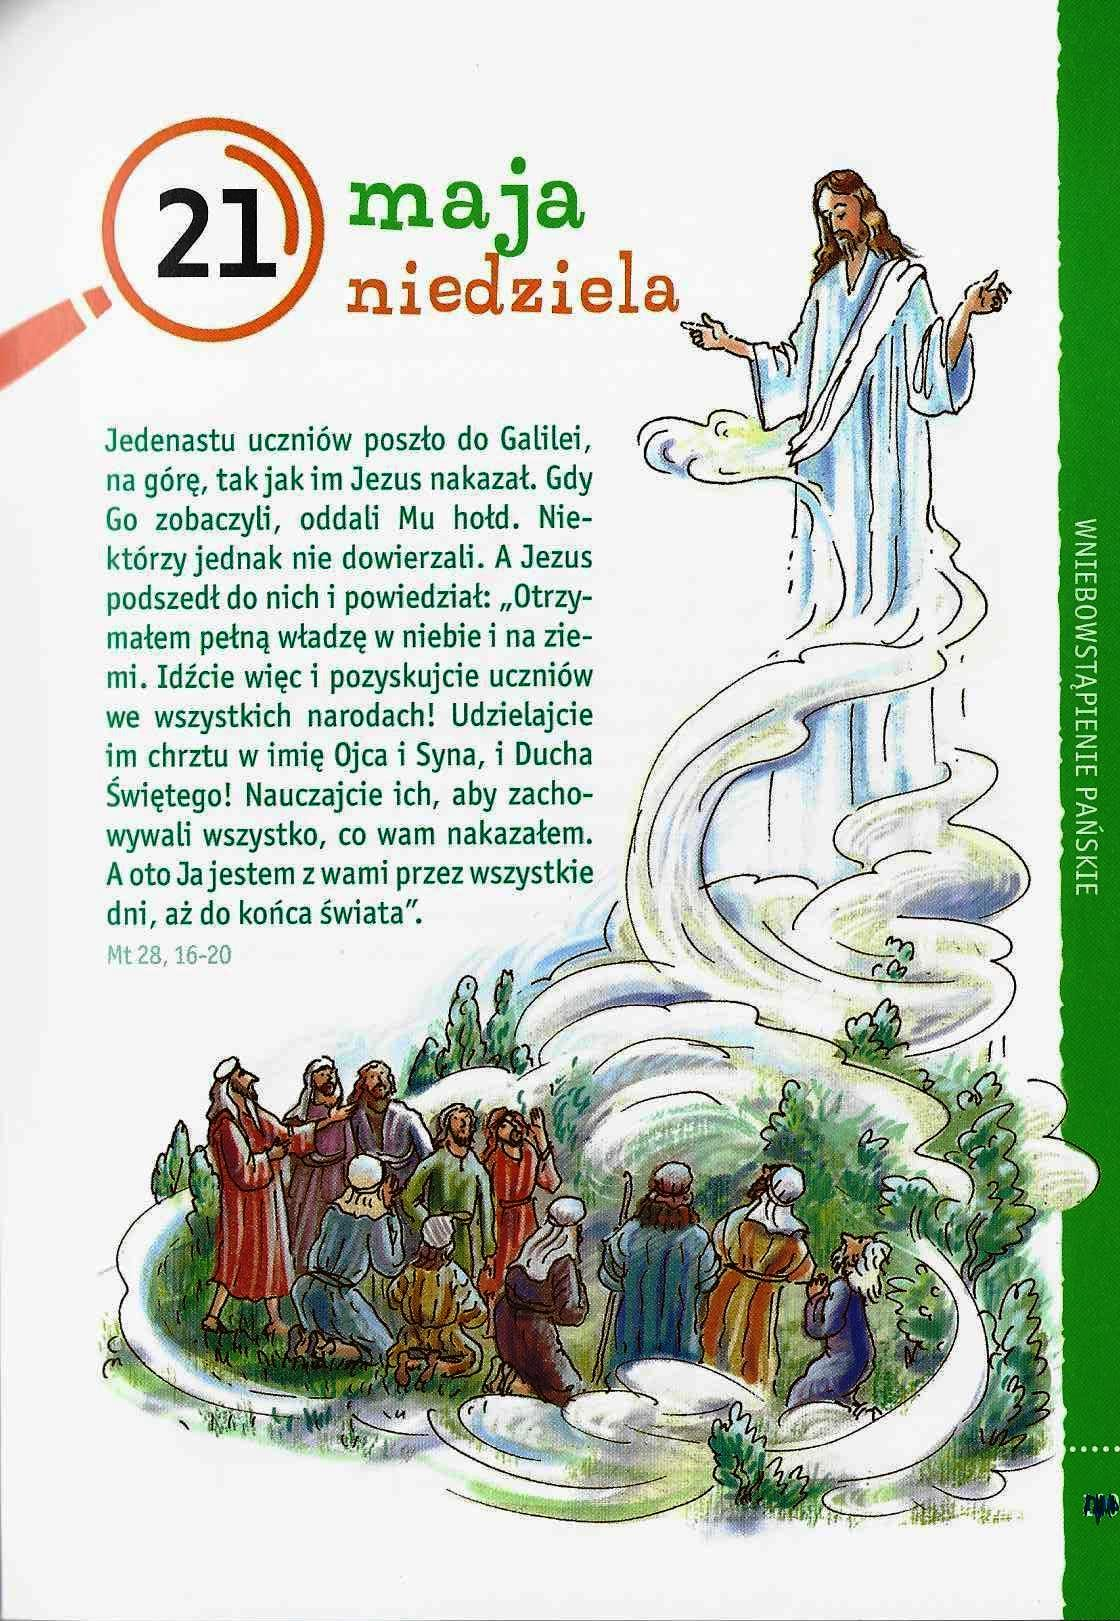 21
maja
niedziela
Jedenastu uczniów poszło do Galilei,
na górę, tak jak im Jezus nakazał. Gdy
Go zobaczyli, oddali Mu hołd. Nie-
którzy jednak nie dowierzali. A Jezus
podszedł do nich i powiedział: „Otrzy-
małem pełną władzę w niebie i na zie-
mi. Idźcie więc i pozyskujcie uczniów
we wszystkich narodach! Udzielajcie
im chrztu w imię Ojca i Syna, i Ducha
Świętego! Nauczajcie ich, aby zacho-
wywali wszystko, co wam nakazałem.
A oto Ja jestem z wami przez wszystkie
dni, aż do końca świata”.
Mt 28, 16-20
WNIEBOWSTĄPIENIE PAŃSKIE